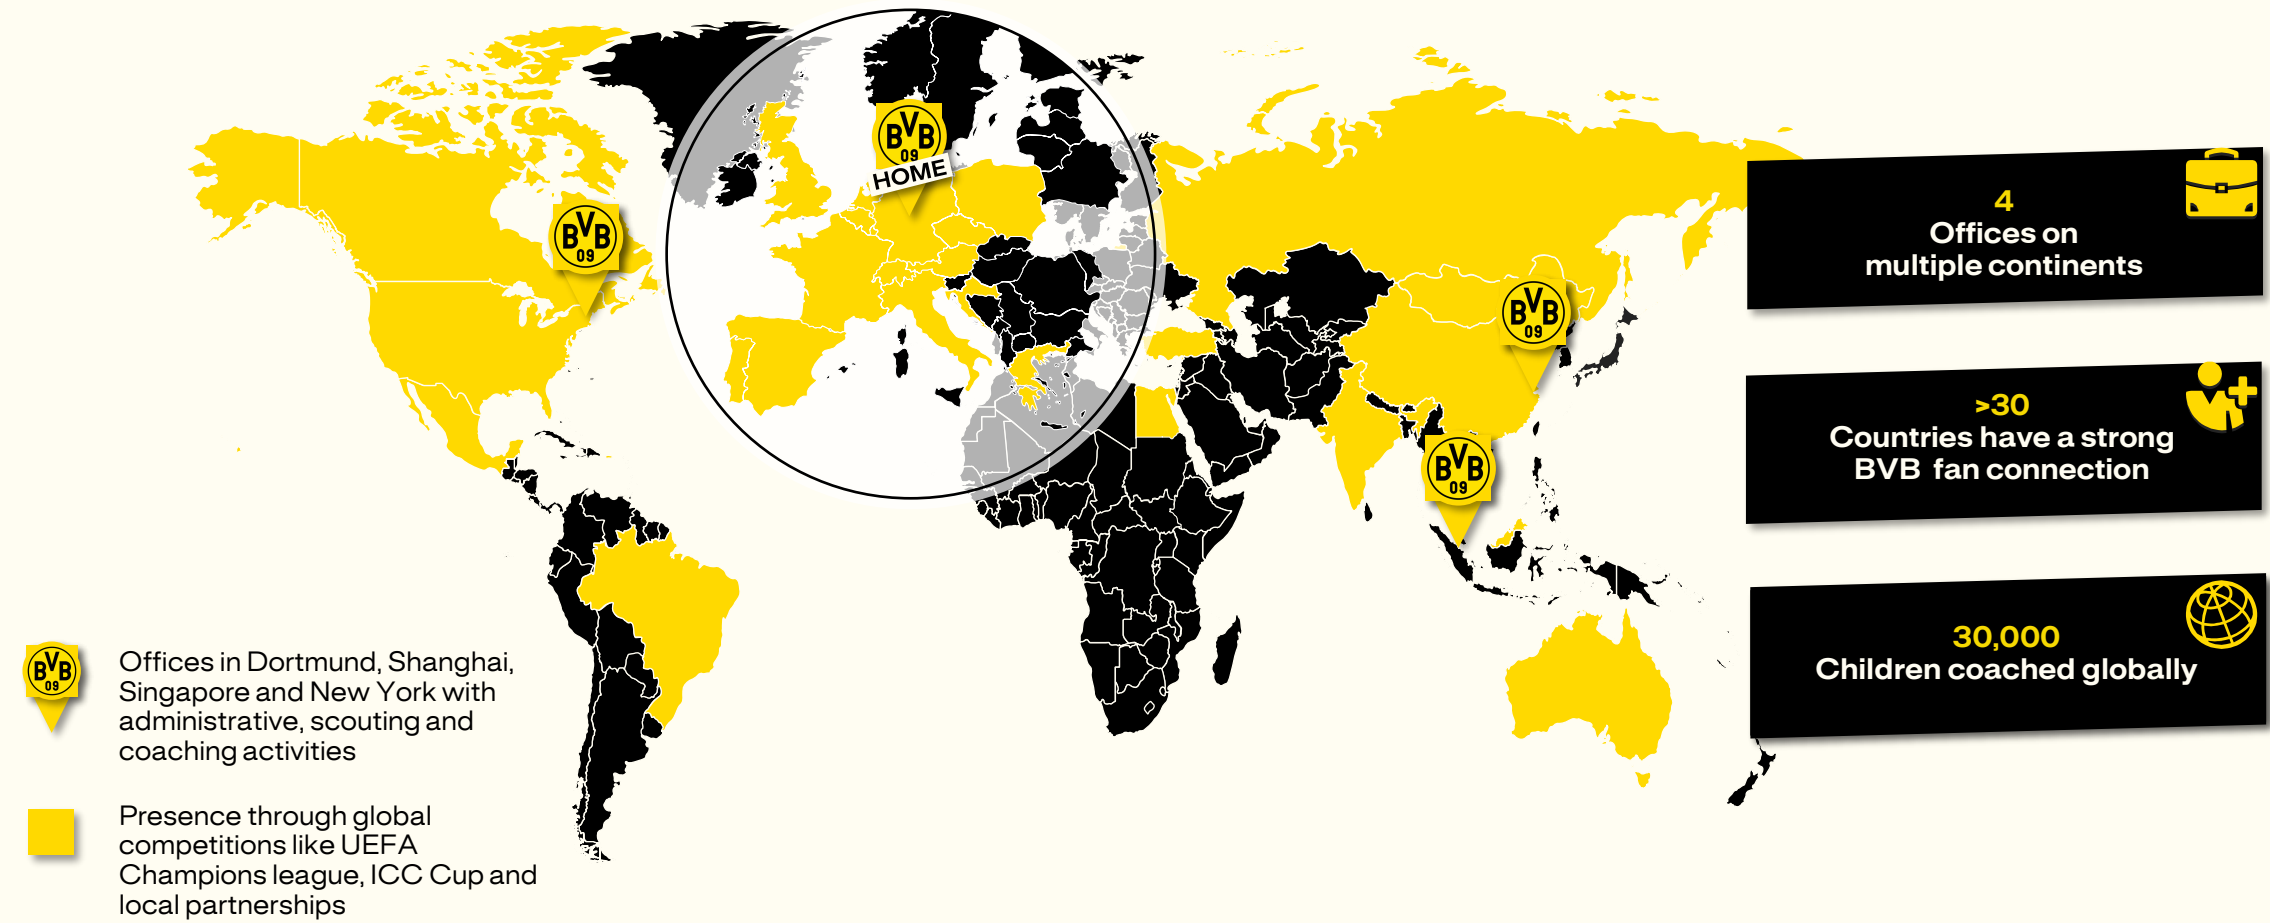 BVB
09
HOME
BVB
09
BVB
09
BVB
09
4
Offices on
multiple continents
>30
Countries have a strong
BVB fan connection
30,000
Children coached globally
BVB
09
Offices in Dortmund, Shanghai,
Singapore and New York with
administrative, scouting and
coaching activities
Presence through global
competitions like UEFA
Champions league, ICC Cup and
local partnerships